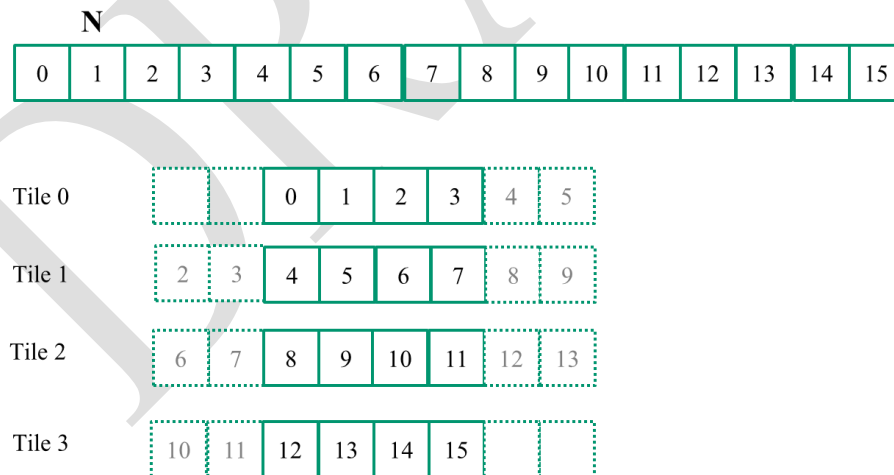 N
0 1 2 3 4 5 6 7 8 9 10 11 12 13 14 15
Tile 0 0 1 2 3 4 5
Tile 1 2 3 4 5 6 7 8 9
Tile 2 6 7 8 9 10 11 12 13
Tile 3 10 11 12 13 14 15